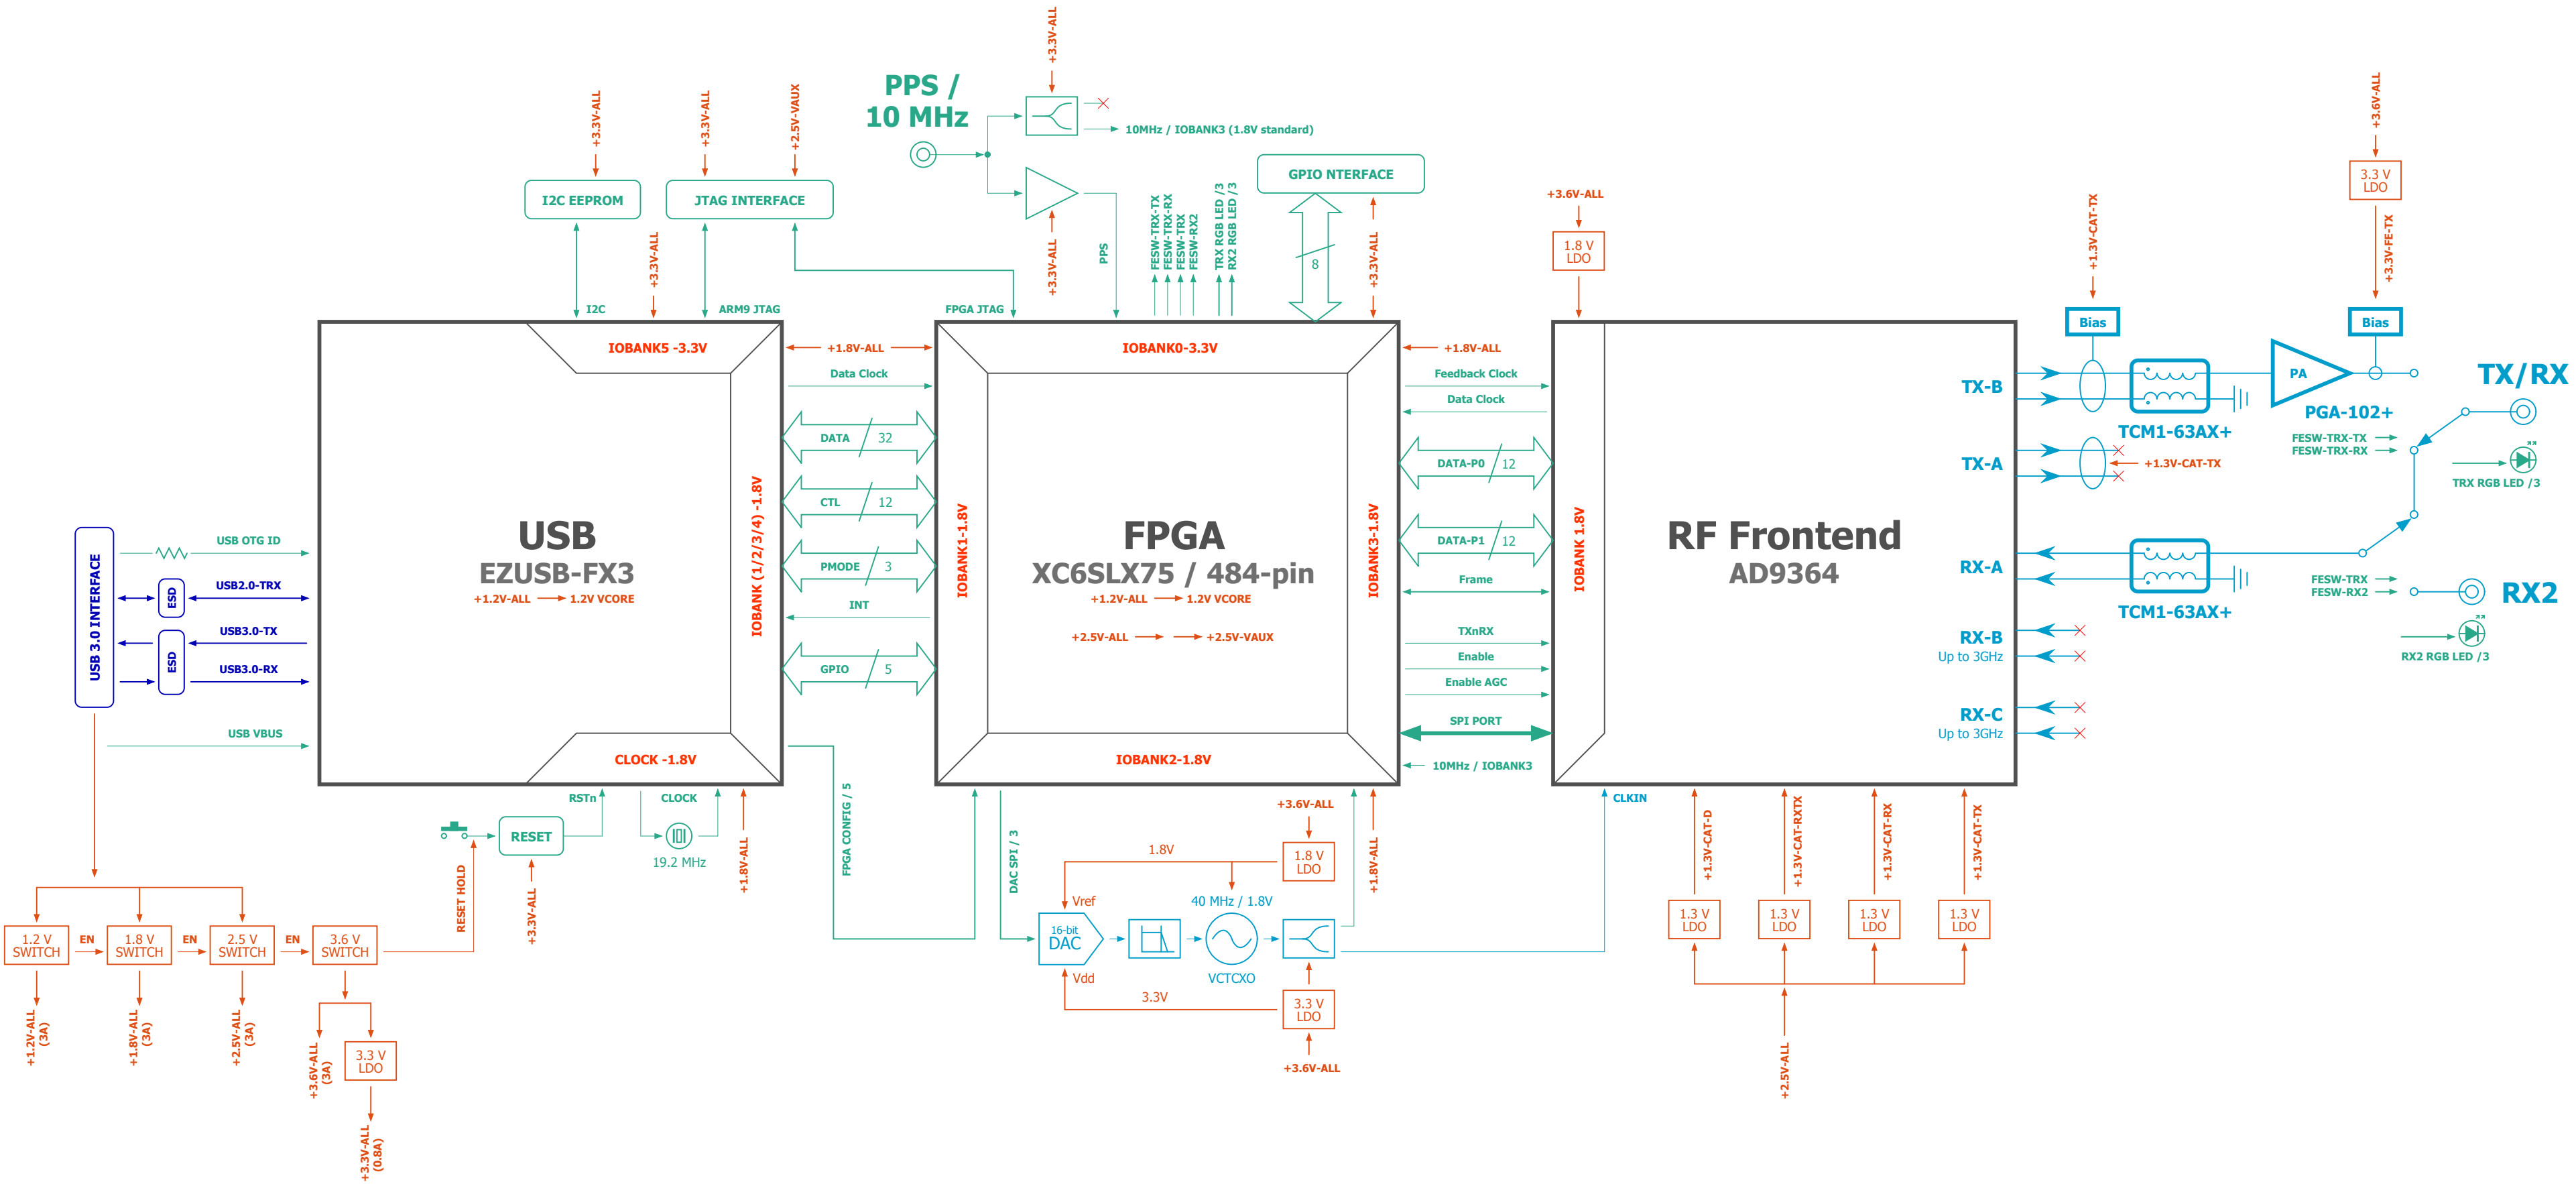 +3.3V-ALL
PPS /
10 MHz
10MHz / IOBANK3 (1.8V standard)
+3.3V-ALL
+3.3V-ALL
+2.5V-VAUX
I2C EEPROM
JTAG INTERFACE
GPIO NTERFACE
+3.6V-ALL
3.3 V
LDO
+3.3V-FE-TX
+1.3V-CAT-TX
+3.6V-ALL
1.8 V
LDO
+3.3V-ALL
+3.3V-ALL
PPS
FESW-TRX-TX
FESW-TRX-RX
FESW-TRX
FESW-RX2
TRX RGB LED /3
RX2 RGB LED /3
8
+3.3V-ALL
I2C
ARM9 JTAG
FPGA JTAG
Bias
Bias
IOBANK5 -3.3V
+1.8V-ALL
IOBANK0-3.3V
+1.8V-ALL
Data Clock
Feedback Clock
Data Clock
DATA
32
CTL
12
PMODE
3
INT
GPIO
5
IOBANK (1/2/3/4) -1.8V
IOBANK1-1.8V
IOBANK3-1.8V
IOBANK 1.8V
DATA-P0
12
DATA-P1
12
Frame
TXnRX
Enable
Enable AGC
SPI PORT
10MHz / IOBANK3
USB
EZUSB-FX3
+1.2V-ALL
1.2V VCORE
FPGA
XC6SLX75 / 484-pin
+1.2V-ALL
1.2V VCORE
+2.5V-ALL
+2.5V-VAUX
RF Frontend
AD9364
TX-B
TX-A
RX-A
RX-B
Up to 3GHz
RX-C
Up to 3GHz
TCM1-63AX+
+1.3V-CAT-TX
TCM1-63AX+
PA
PGA-102+
TX/RX
FESW-TRX-TX
FESW-TRX-RX
TRX RGB LED /3
FESW-TRX
FESW-RX2
RX2
RX2 RGB LED /3
USB 3.0 INTERFACE
USB OTG ID
ESD
USB2.0-TRX
ESD
USB3.0-TX
USB3.0-RX
USB VBUS
CLOCK -1.8V
IOBANK2-1.8V
RSTn
CLOCK
RESET
19.2 MHz
+1.8V-ALL
RESET HOLD
+3.3V-ALL
FPGA CONFIG / 5
DAC SPI / 3
+3.6V-ALL
1.8 V
LDO
1.8V
+1.8V-ALL
CLKIN
Vref
16-bit
DAC
Vdd
40 MHz / 1.8V
VCTCXO
3.3V
3.3 V
LDO
+3.6V-ALL
+1.3V-CAT-D
+1.3V-CAT-RXTX
+1.3V-CAT-RX
+1.3V-CAT-TX
1.3 V
LDO
1.3 V
LDO
1.3 V
LDO
1.3 V
LDO
+2.5V-ALL
1.2 V
SWITCH
EN
1.8 V
SWITCH
EN
2.5 V
SWITCH
EN
3.6 V
SWITCH
+1.2V-ALL
(3A)
+1.8V-ALL
(3A)
+2.5V-ALL
(3A)
+3.6V-ALL
(3A)
3.3 V
LDO
+3.3V-ALL
(0.8A)
+3.3V-ALL